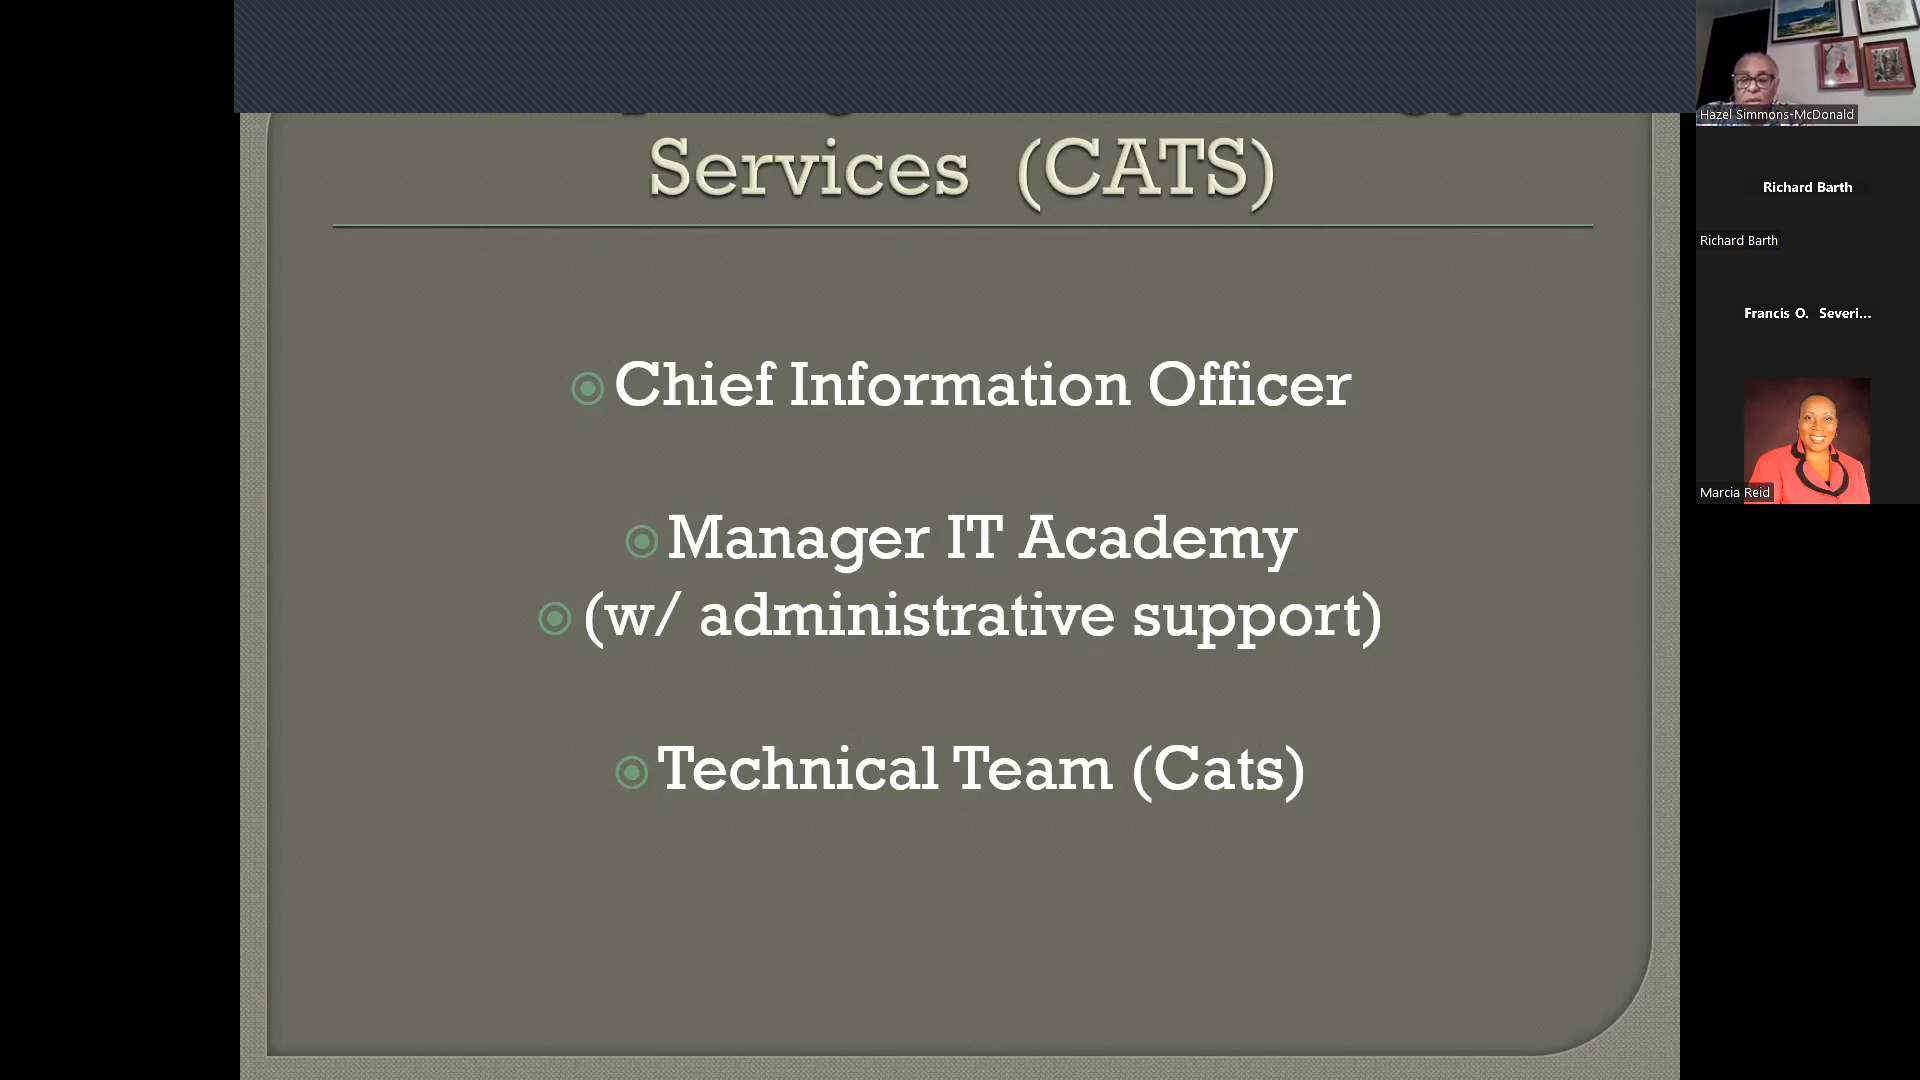 Services (CATS)
Chief Information Officer
Manager IT Academy
(w/ administrative support)
Technical Team (Cats)
Hazel Simmons-McDonald
Richard Barth
Richard Barth
Francis O. Severi...
Marcia Reid